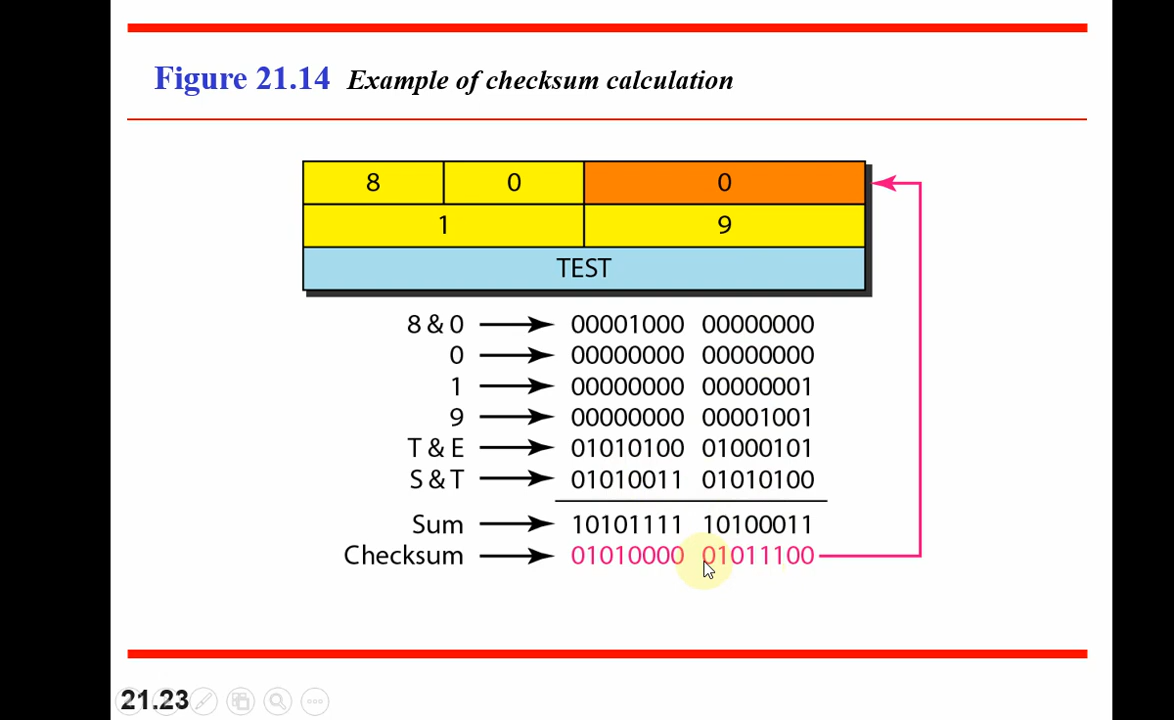 Figure 21.14 Example of checksum calculation
8 0 0
1 9
TEST
8 & 0 00001000 00000000
0 00000000 00000000
1 00000000 00000001
9 00000000 00001001
T & E 01010100 01000101
S & T 01010011 01010100
Sum 10101111 10100011
Checksum 01010000 01011100
21.23